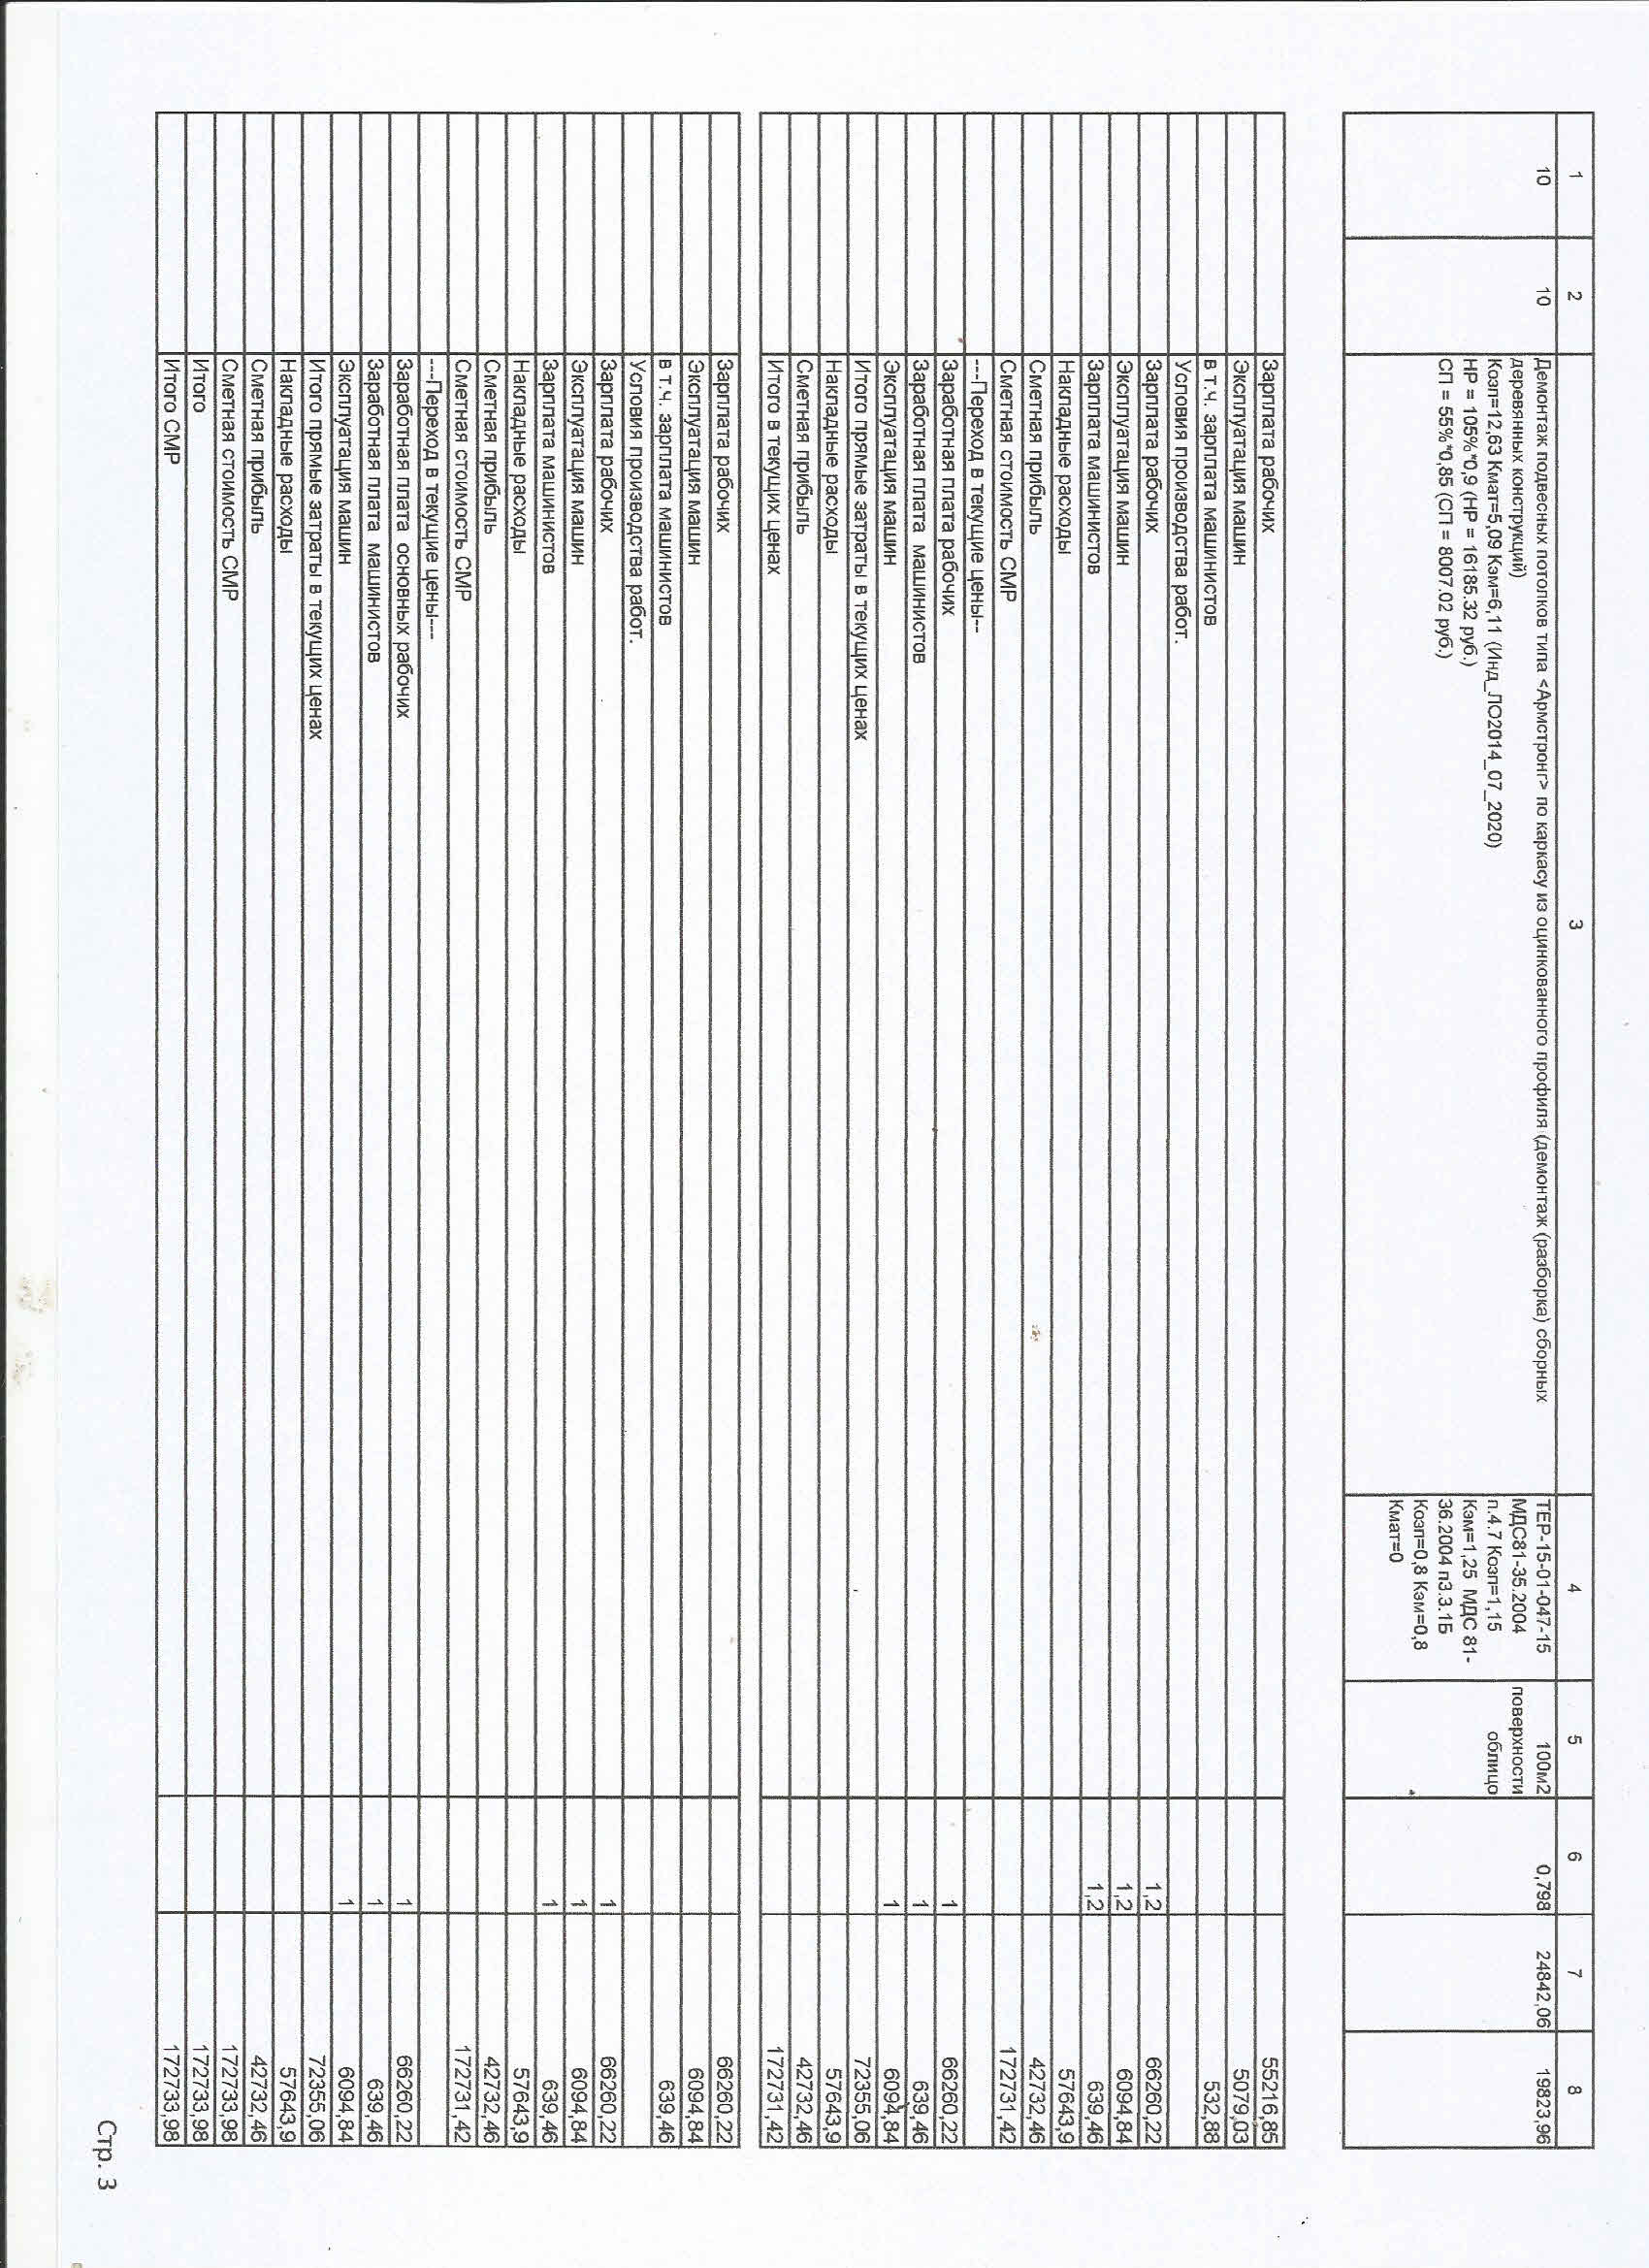 1 2 3 4 5 6 7 8
10 10 Демонтаж подвесных потолков типа <Армстронг> по каркасу из оцинкованного профиля (демонтаж (разборка) сборных ТЕР-15-01-047-15 100м2 0,798 24842,06 19823,96
деревянных конструкций) МДС81-35.2004 поверхности
Козп=12,63 Кмат=5,09 Кэм=6,11 (Инд_ЛО2014_07_2020) п.4.7 Козп=1,15 облицо
НР = 105%*0,9 (НР = 16185.32 руб.) Кэм=1,25 МДС 81-
СП = 55%*0,85 (СП = 8007.02 руб.) 36.2004 п3.3.1Б
Козп=0,8 Кэм=0,8
Кмат=0
Зарплата рабочих 55216,85
Эксплуатация машин 5079,03
в т.ч. зарплата машинистов 532,88
Условия производства работ.
Зарплата рабочих 1,2 66260,22
Эксплуатация машин 1,2 6094,84
Зарплата машинистов 1,2 639,46
Накладные расходы 57643,9
Сметная прибыль 42732,46
Сметная стоимость СМР 172731,42
---Переход в текущие цены--
Заработная плата рабочих 1 66260,22
Заработная плата машинистов 1 639,46
Эксплуатация машин 1 6094,84
Итого прямые затраты в текущих ценах 72355,06
Накладные расходы 57643,9
Сметная прибыль 42732,46
Итого в текущих ценах 172731,42
Зарплата рабочих 66260,22
Эксплуатация машин 6094,84
в т.ч. зарплата машинистов 639,46
Условия производства работ.
Зарплата рабочих 1 66260,22
Эксплуатация машин 1 6094,84
Зарплата машинистов 1 639,46
Накладные расходы 57643,9
Сметная прибыль 42732,46
Сметная стоимость СМР 172731,42
---Переход в текущие цены---
Заработная плата основных рабочих 1 66260,22
Заработная плата машинистов 1 639,46
Эксплуатация машин 1 6094,84
Итого прямые затраты в текущих ценах 72355,06
Накладные расходы 57643,9
Сметная прибыль 42732,46
Сметная стоимость СМР 172733,98
Итого 172733,98
Итого СМР 172733,98
Стр. 3